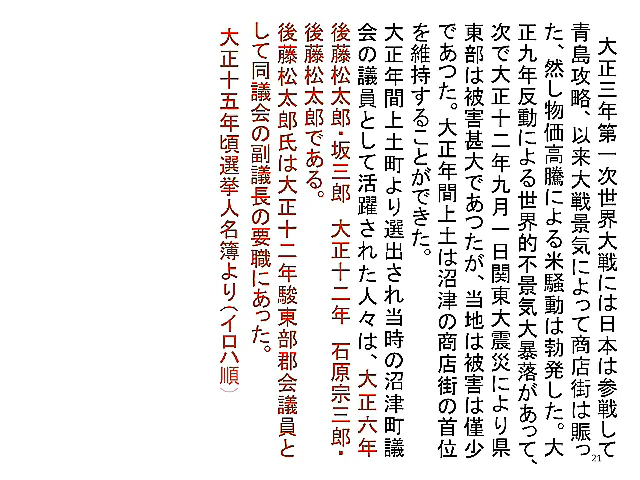 大正三年第一次世界大戦には日本は参戦して
青島攻略、以来大戦景気によって商店街は賑っ
た、然し物価高騰による米騒動は勃発した。大
正九年反動による世界的不景気大暴落があって、
次で大正十二年九月一日関東大震災により県
東部は被害甚大であつたが、当地は被害は僅少
であつた。大正年間上土は沼津の商店街の首位
を維持することができた。
大正年間上土町より選出され当時の沼津町議
会の議員として活躍された人々は、大正六年
後藤松太郎・坂三郎　大正十二年　石原宗三郎・
後藤松太郎である。
後藤松太郎氏は大正十二年駿東部郡会議員と
して同議会の副議長の要職にあった。
大正十五年頃選挙人名簿より（イロハ順）
21